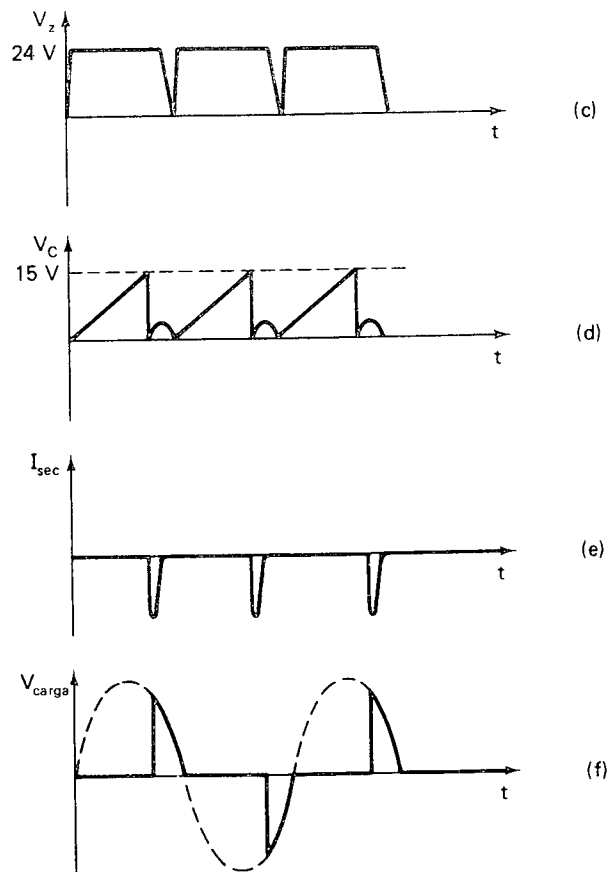 V_z
24 V
t
(c)
V_C
15 V
t
(d)
I_sec
t
(e)
V_carga
t
(f)